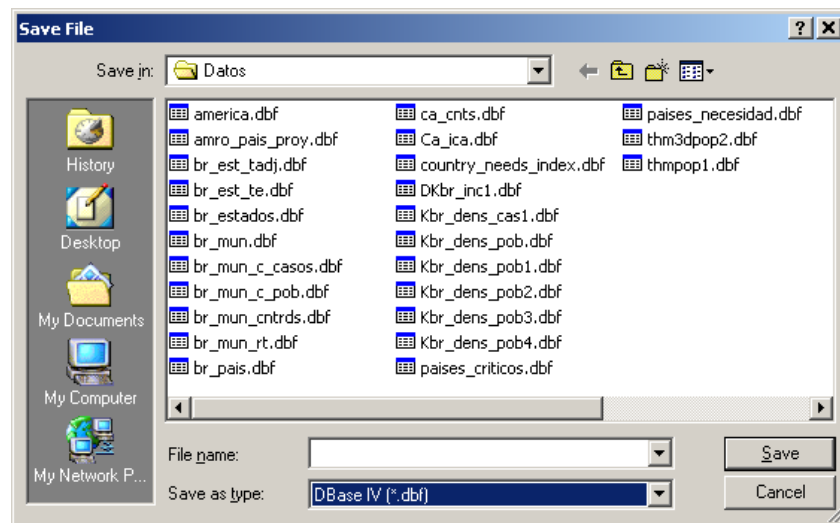 Save File
Save in:
Datos
History
Desktop
My Documents
My Computer
My Network P...
america.dbf
amro_pais_proy.dbf
br_est_tadj.dbf
br_est_te.dbf
br_estados.dbf
br_mun.dbf
br_mun_c_casos.dbf
br_mun_c_pob.dbf
br_mun_cntrds.dbf
br_mun_rt.dbf
br_pais.dbf
ca_cnts.dbf
Ca_ica.dbf
country_needs_index.dbf
DKbr_inc1.dbf
Kbr_dens_cas1.dbf
Kbr_dens_pob.dbf
Kbr_dens_pob1.dbf
Kbr_dens_pob2.dbf
Kbr_dens_pob3.dbf
Kbr_dens_pob4.dbf
paises_criticos.dbf
paises_necesidad.dbf
thm3dpop2.dbf
thmpop1.dbf
File name:
Save
Save as type:
DBase IV (*.dbf)
Cancel